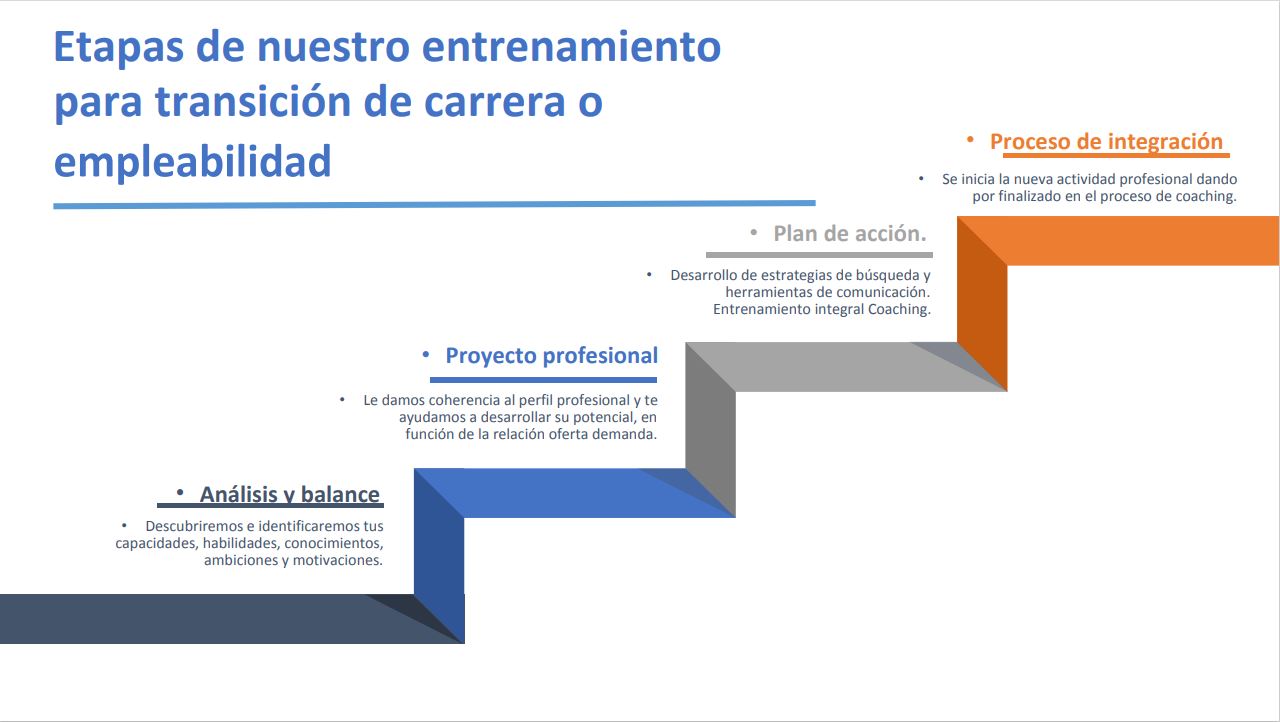 Etapas de nuestro entrenamiento
para transición de carrera o
empleabilidad
• Proceso de integración
• Se inicia la nueva actividad profesional dando
por finalizado en el proceso de coaching.
• Plan de acción.
• Desarrollo de estrategias de búsqueda y
herramientas de comunicación.
Entrenamiento integral Coaching.
• Proyecto profesional
• Le damos coherencia al perfil profesional y te
ayudamos a desarrollar su potencial, en
función de la relación oferta demanda.
• Análisis y balance
• Descubriremos e identificaremos tus
capacidades, habilidades, conocimientos,
ambiciones y motivaciones.